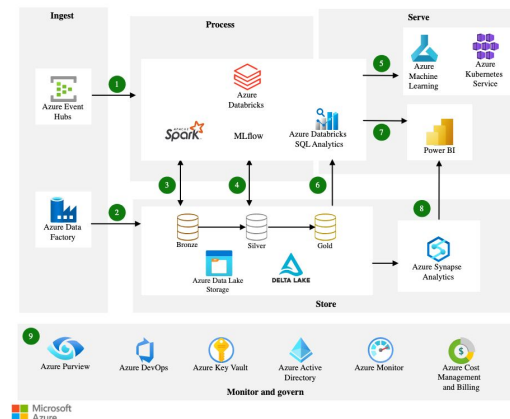 Ingest
Process
Serve
1
Azure Event
Hubs
Azure
Databricks
APACHE
Spark
MLflow
Azure Databricks
SQL Analytics
5
Azure
Machine
Learning
Azure
Kubernetes
Service
7
Power BI
3
4
6
8
2
Azure Data
Factory
Bronze
Silver
Gold
Azure Data Lake
Storage
DELTA LAKE
Azure Synapse
Analytics
Store
9
Azure Purview
Azure DevOps
Azure Key Vault
Azure Active
Directory
Azure Monitor
$
Azure Cost
Management
and Billing
Monitor and govern
Microsoft
Azure